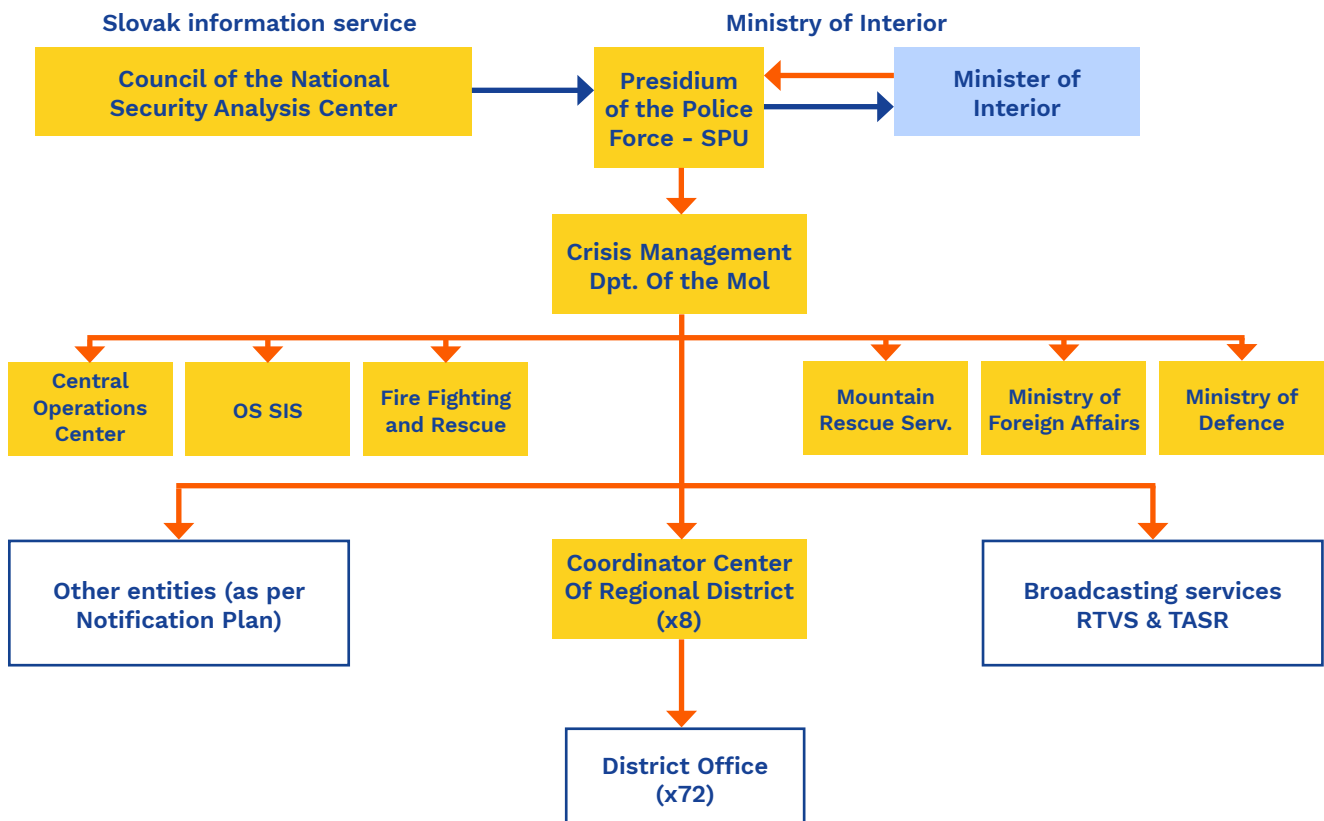 Slovak information service
Ministry of Interior
Council of the National
Security Analysis Center
Presidium
of the Police
Force - SPU
Minister of
Interior
Crisis Management
Dpt. Of the Mol
Central
Operations
Center
OS SIS
Fire Fighting
and Rescue
Mountain
Rescue Serv.
Ministry of
Foreign Affairs
Ministry of
Defence
Other entities (as per
Notification Plan)
Coordinator Center
Of Regional District
(x8)
Broadcasting services
RTVS & TASR
District Office
(x72)